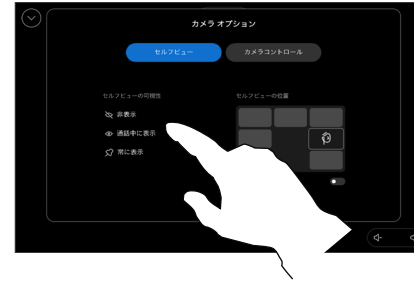 カメラ オプション
セルフビュー
カメラコントロール
セルフビューの可視性
セルフビューの位置
非表示
通話中に表示
常に表示